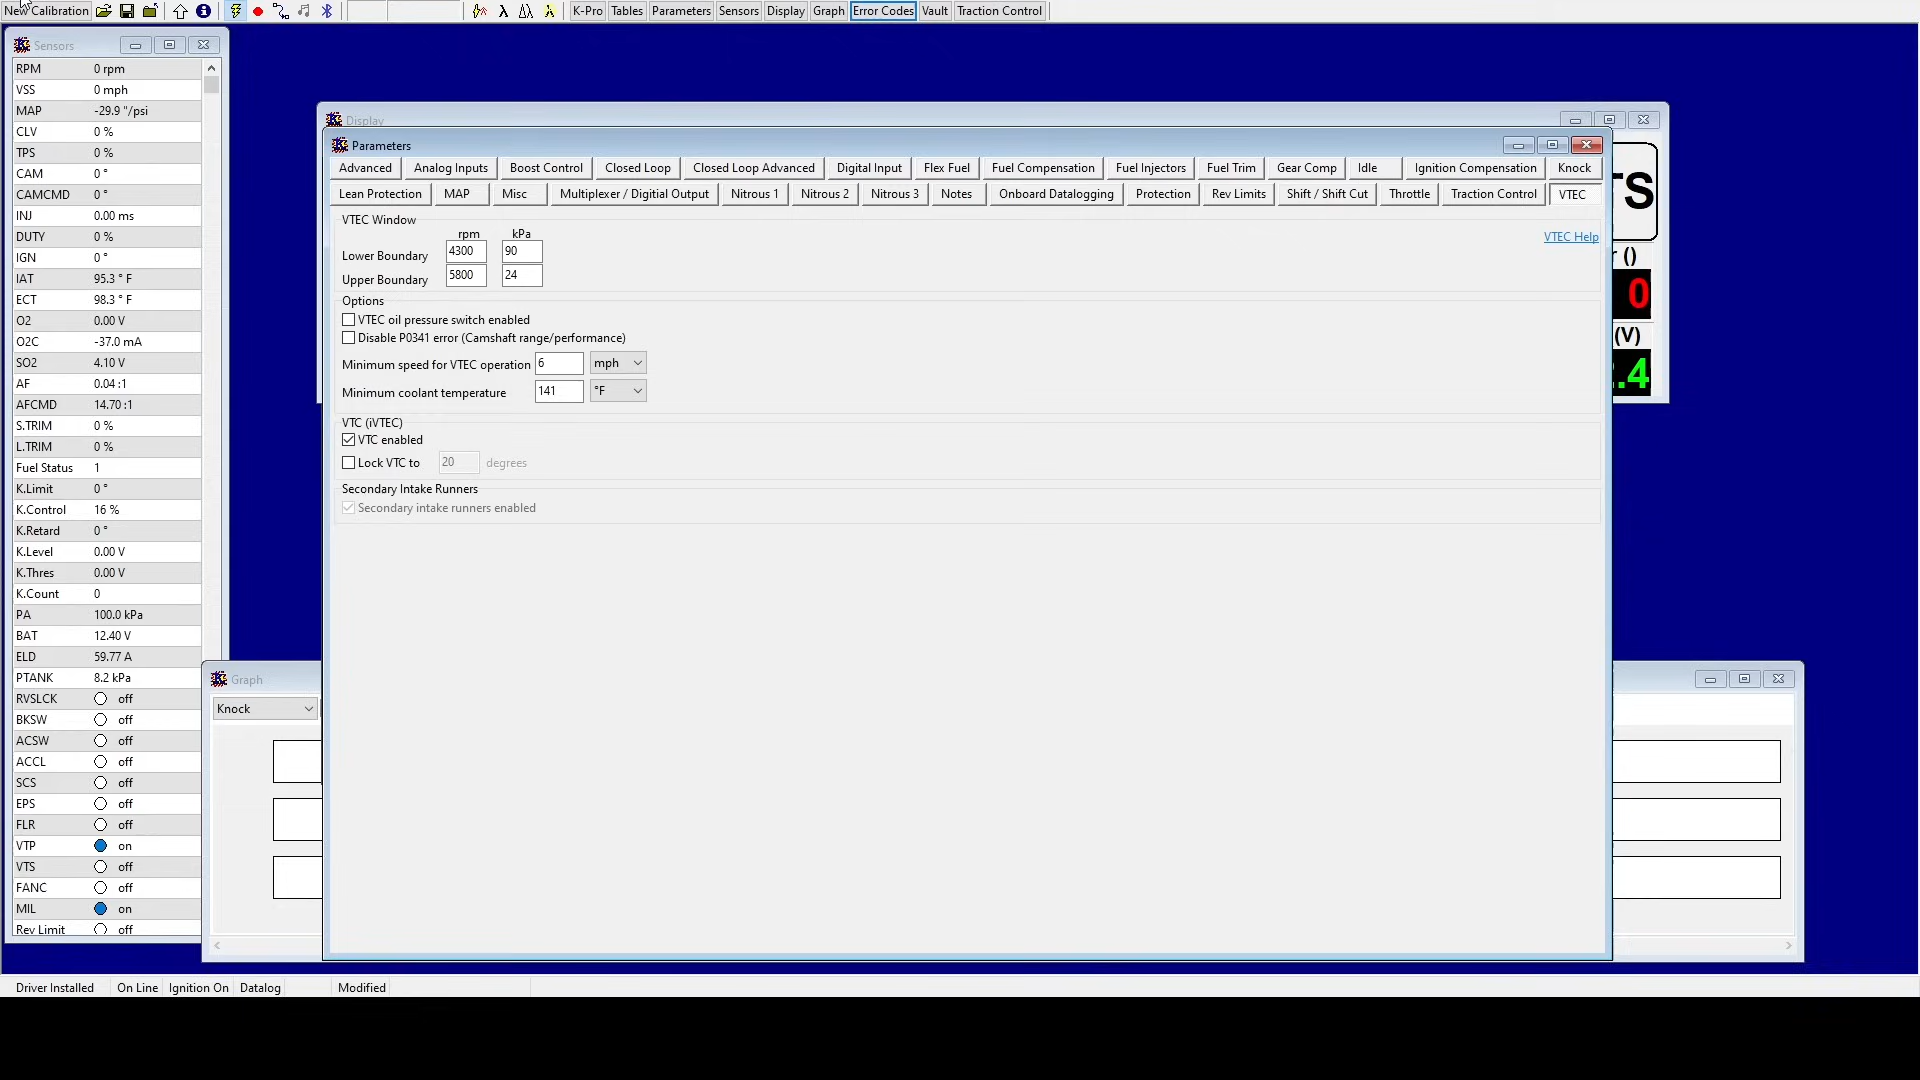 New Calibration K-Pro Tables Parameters Sensors Display Graph Error Codes Vault Traction Control
Sensors
RPM 0 rpm
VSS 0 mph
MAP -29.9 "/psi
CLV 0 %
TPS 0 %
CAM 0 °
CAMCMD 0 °
INJ 0.00 ms
DUTY 0 %
IGN 0 °
IAT 95.3 ° F
ECT 98.3 ° F
O2 0.00 V
O2C -37.0 mA
SO2 4.10 V
AF 0.04 :1
AFCMD 14.70 :1
S.TRIM 0 %
L.TRIM 0 %
Fuel Status 1
K.Limit 0 °
K.Control 16 %
K.Retard 0 °
K.Level 0.00 V
K.Thres 0.00 V
K.Count 0
PA 100.0 kPa
BAT 12.40 V
ELD 59.77 A
PTANK 8.2 kPa
RVSLCK off
BKSW off
ACSW off
ACCL off
SCS off
EPS off
FLR off
VTP on
VTS off
FANC off
MIL on
Rev Limit off
Display
Parameters
Advanced Analog Inputs Boost Control Closed Loop Closed Loop Advanced Digital Input Flex Fuel Fuel Compensation Fuel Injectors Fuel Trim Gear Comp Idle Ignition Compensation Knock
Lean Protection MAP Misc Multiplexer / Digitial Output Nitrous 1 Nitrous 2 Nitrous 3 Notes Onboard Datalogging Protection Rev Limits Shift / Shift Cut Throttle Traction Control VTEC
VTEC Window
VTEC Help
rpm kPa
Lower Boundary 4300 90
Upper Boundary 5800 24
Options
VTEC oil pressure switch enabled
Disable P0341 error (Camshaft range/performance)
Minimum speed for VTEC operation 6 mph
Minimum coolant temperature 141 °F
VTC (iVTEC)
VTC enabled
Lock VTC to 20 degrees
Secondary Intake Runners
Secondary intake runners enabled
TS
r ()
0
(V)
.4
Graph
Knock
Driver Installed On Line Ignition On Datalog Modified